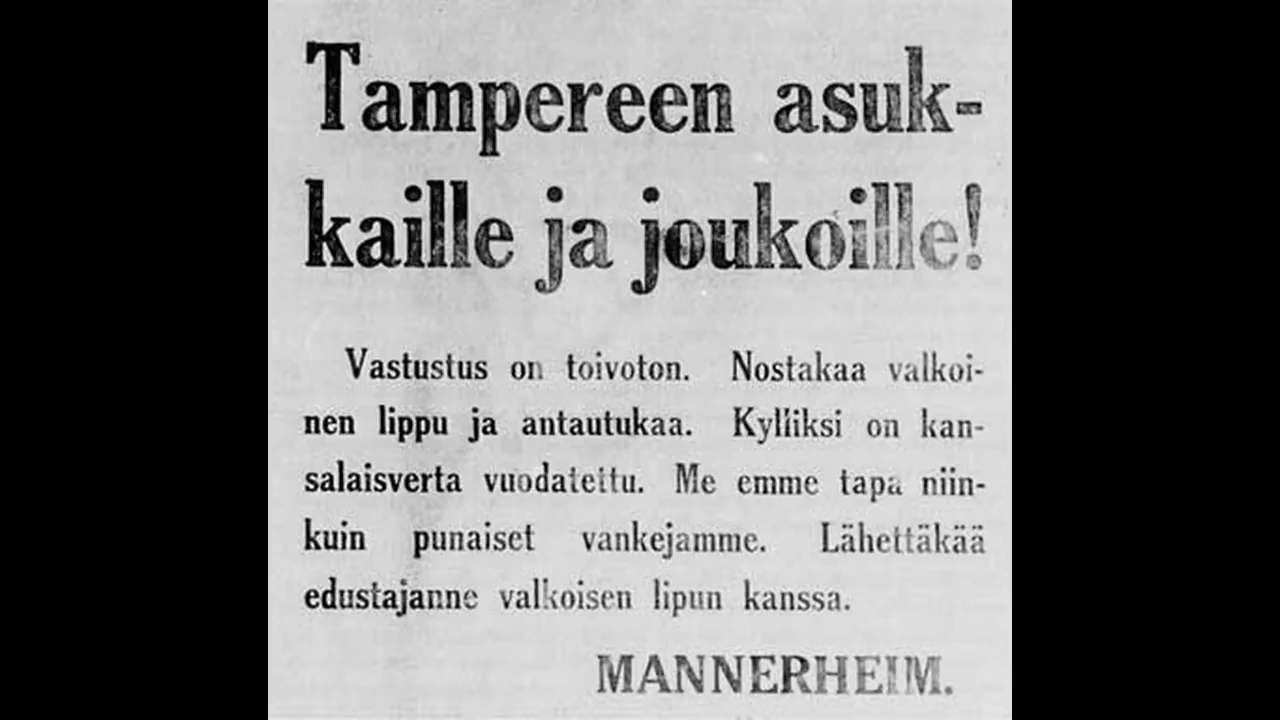 Tampereen asuk-
kaille ja joukoille!
Vastustus on toivoton. Nostakaa valkoi-
nen lippu ja antautukaa. Kylliksi on kan-
salaisverta vuodatettu. Me emme tapa niin-
kuin punaiset vankejamme. Lähettäkää
edustajanne valkoisen lipun kanssa.
MANNERHEIM.